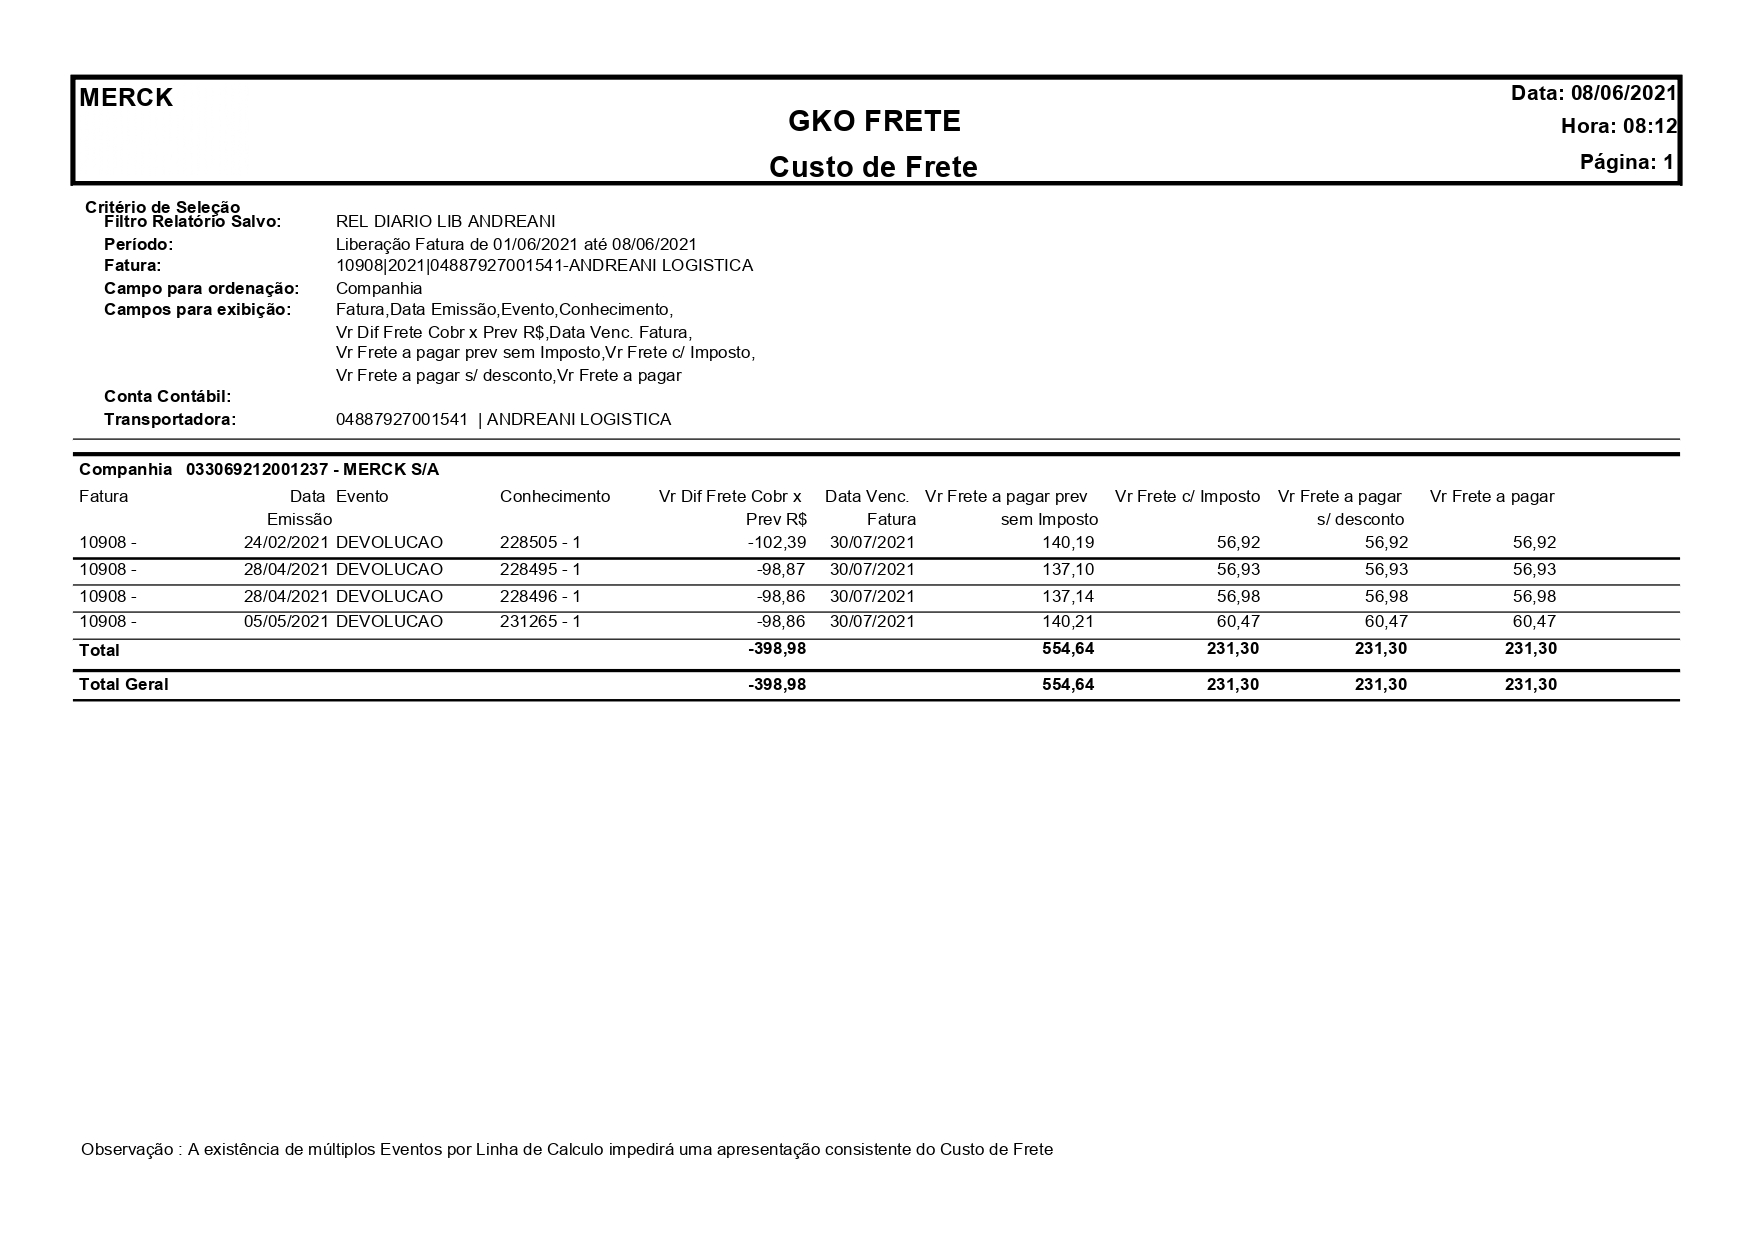 MERCK
Data: 08/06/2021
GKO FRETE
Hora: 08:12
Custo de Frete
Página: 1
Critério de Seleção
Filtro Relatório Salvo: REL DIARIO LIB ANDREANI
Período: Liberação Fatura de 01/06/2021 até 08/06/2021
Fatura: 10908|2021|04887927001541-ANDREANI LOGISTICA
Campo para ordenação: Companhia
Campos para exibição: Fatura,Data Emissão,Evento,Conhecimento,
Vr Dif Frete Cobr x Prev R$,Data Venc. Fatura,
Vr Frete a pagar prev sem Imposto,Vr Frete c/ Imposto,
Vr Frete a pagar s/ desconto,Vr Frete a pagar
Conta Contábil:
Transportadora: 04887927001541 | ANDREANI LOGISTICA
Companhia 033069212001237 - MERCK S/A
Fatura Data Evento Conhecimento Vr Dif Frete Cobr x Data Venc. Vr Frete a pagar prev Vr Frete c/ Imposto Vr Frete a pagar Vr Frete a pagar
Emissão Prev R$ Fatura sem Imposto s/ desconto
10908 - 24/02/2021 DEVOLUCAO 228505 - 1 -102,39 30/07/2021 140,19 56,92 56,92 56,92
10908 - 28/04/2021 DEVOLUCAO 228495 - 1 -98,87 30/07/2021 137,10 56,93 56,93 56,93
10908 - 28/04/2021 DEVOLUCAO 228496 - 1 -98,86 30/07/2021 137,14 56,98 56,98 56,98
10908 - 05/05/2021 DEVOLUCAO 231265 - 1 -98,86 30/07/2021 140,21 60,47 60,47 60,47
Total -398,98 554,64 231,30 231,30 231,30
Total Geral -398,98 554,64 231,30 231,30 231,30
Observação : A existência de múltiplos Eventos por Linha de Calculo impedirá uma apresentação consistente do Custo de Frete